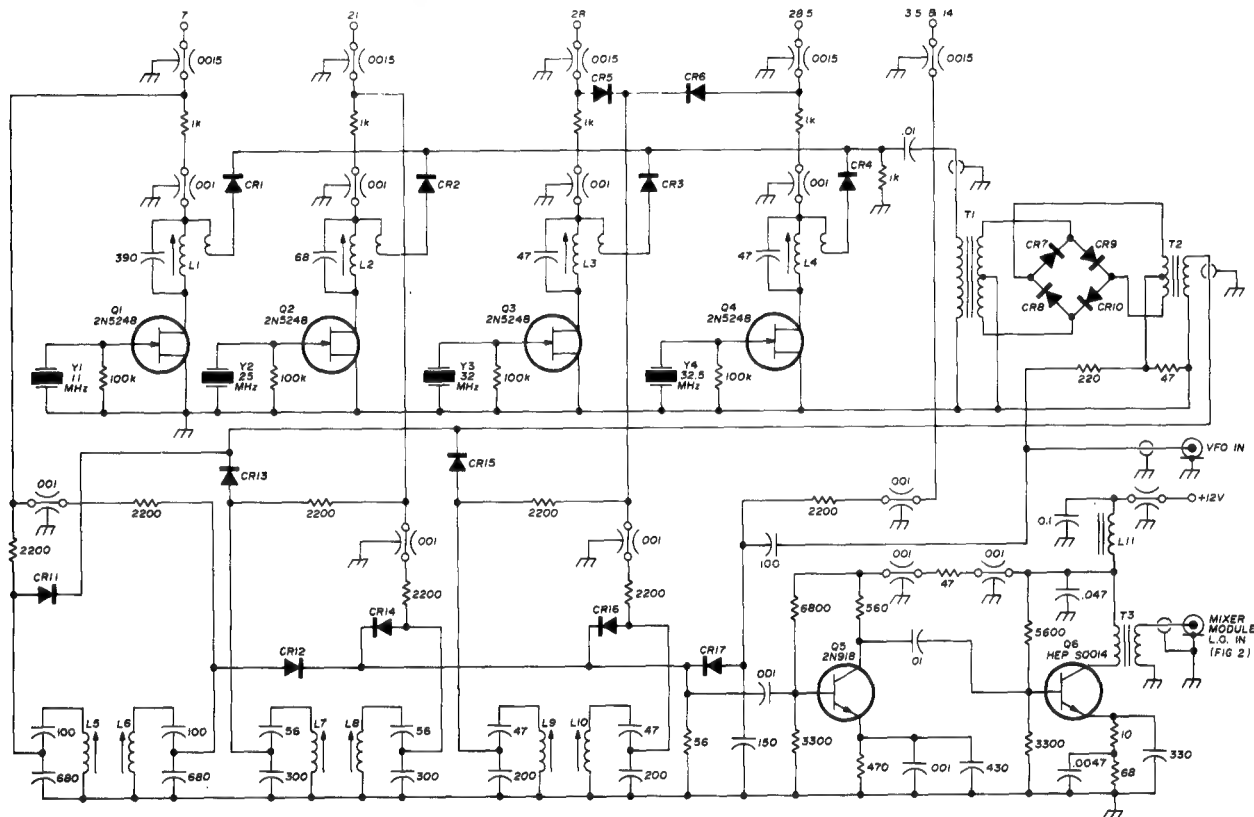 7
21
28
28.5
3.5 & 14
.0015
.0015
.0015
.0015
.0015
CR5
CR6
1k
1k
1k
1k
.01
CR4
1k
.001
CR1
.001
CR2
.001
CR3
.001
T1
390
L1
68
L2
47
L3
47
L4
CR7
CR9
T2
CR8
CR10
Q1
2N5248
Q2
2N5248
Q3
2N5248
Q4
2N5248
Y1
11
MHz
100k
Y2
25
MHz
100k
Y3
32
MHz
100k
Y4
32.5
MHz
100k
220
47
VFO IN
CR13
CR15
.001
2200
2200
2200
2200
.001
0.1
+12V
L11
2200
.001
.001
100
.001
47
.001
CR11
2200
2200
6800
560
.047
T3
CR14
CR16
5600
MIXER
MODULE
L.O. IN
(FIG 2)
CR12
CR17
Q5
2N918
.01
Q6
HEP S0014
.001
100
L5
L6
100
56
L7
L8
56
47
L9
L10
47
56
150
3300
3300
10
330
680
680
300
300
200
200
470
.001
430
.0047
68